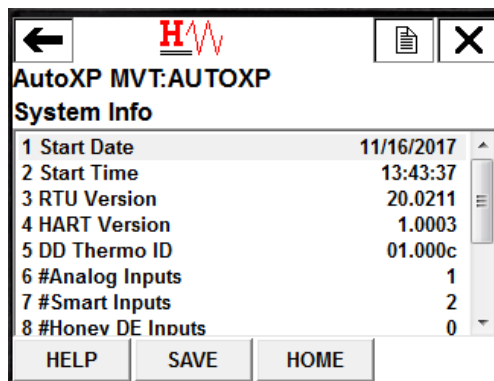 H
AutoXP MVT:AUTOXP
System Info
1 Start Date 11/16/2017
2 Start Time 13:43:37
3 RTU Version 20.0211
4 HART Version 1.0003
5 DD Thermo ID 01.000c
6 #Analog Inputs 1
7 #Smart Inputs 2
8 #Honey DE Inputs 0
HELP SAVE HOME